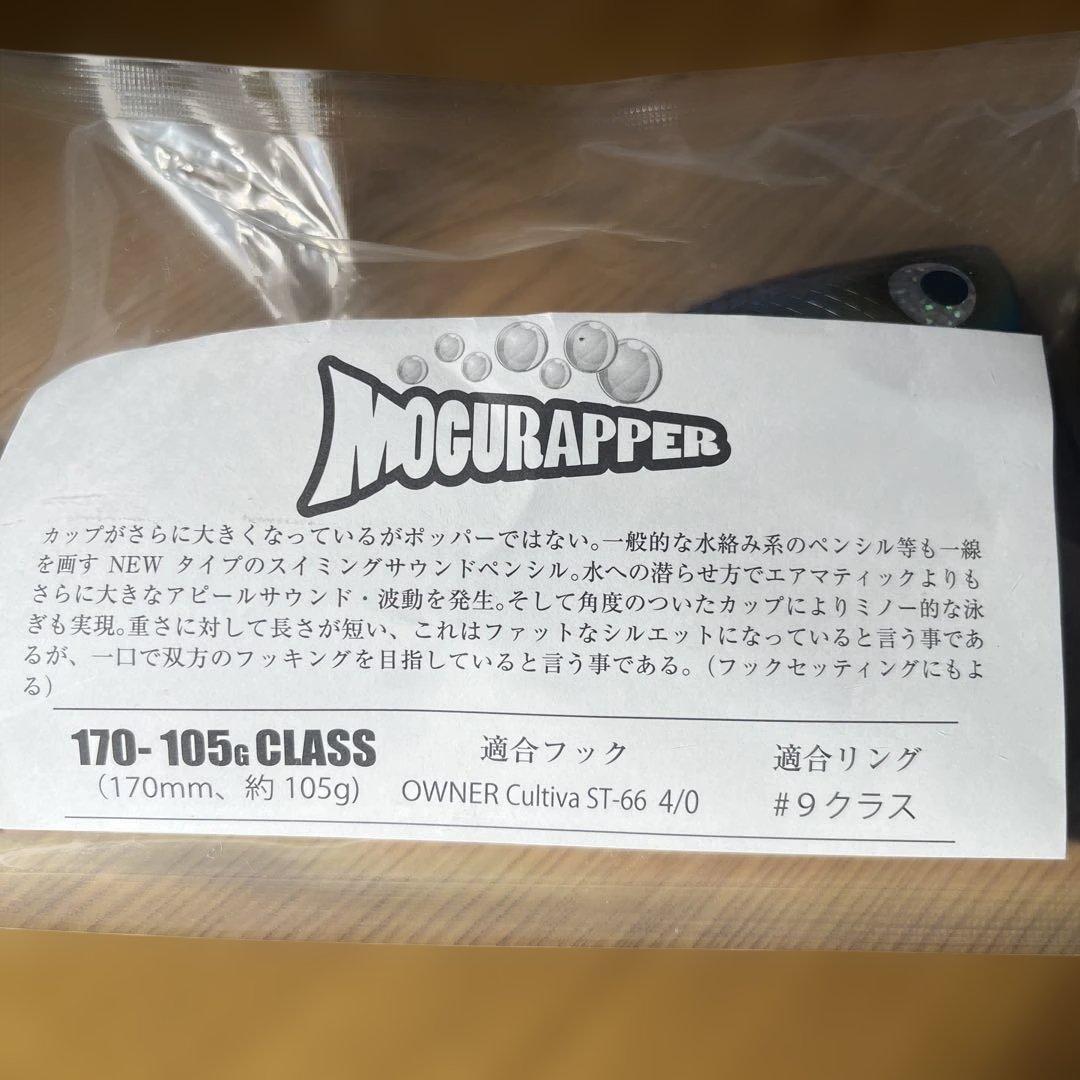 MOGURAPPER
カップがさらに大きくなっているがポッパーではない。一般的な水絡み系のペンシル等も一線
を画す NEW タイプのスイミングサウンドペンシル。水への潜らせ方でエアマティックよりも
さらに大きなアピールサウンド・波動を発生。そして角度のついたカップによりミノー的な泳
ぎも実現。重さに対して長さが短い、これはファットなシルエットになっていると言う事であ
るが、一口で双方のフッキングを目指していると言う事である。（フックセッティングにもよ
る）
170- 105G CLASS 適合フック 適合リング
（170mm、約 105g） OWNER Cultiva ST-66 4/0 #９クラス